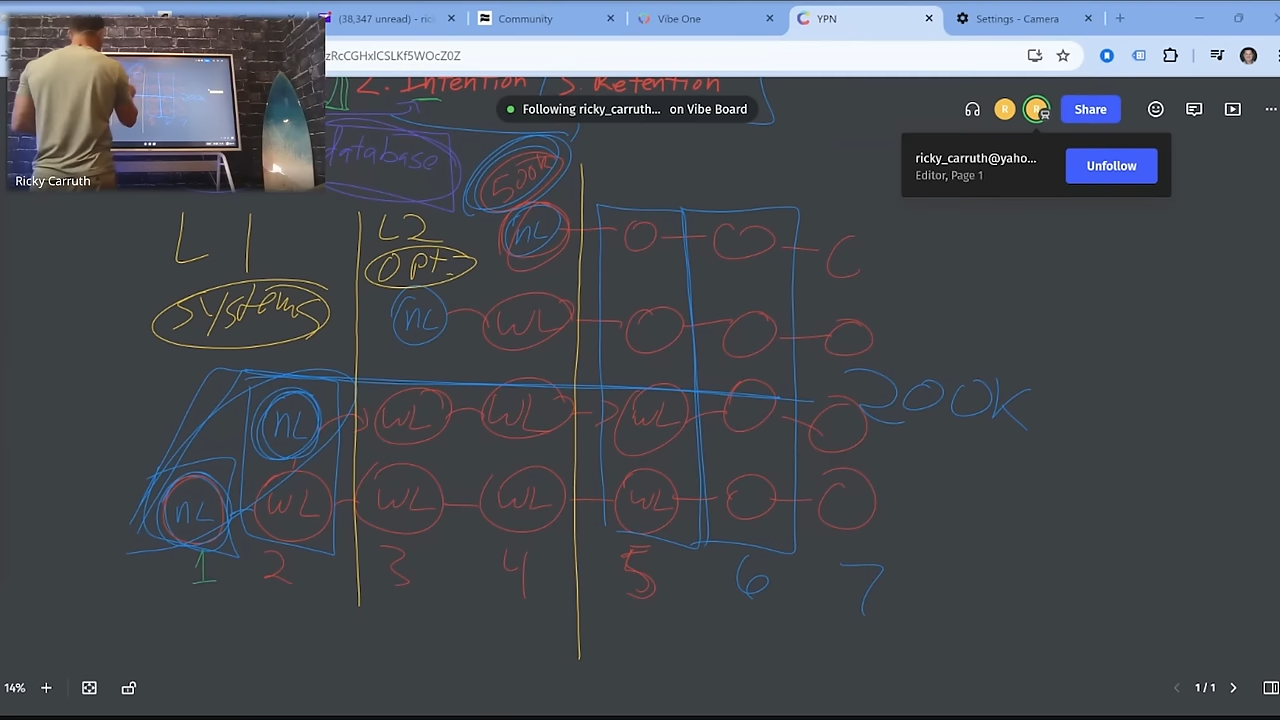 (38,347 unread) - ric
Community
Vibe One
YPN
Settings - Camera
zRcCGHxlCSLKf5WOcZ0Z
2. Intention
3. Retention
Following ricky_carruth... on Vibe Board
R
R
Share
ricky_carruth@yaho...
Editor, Page 1
Unfollow
Ricky Carruth
database
500K
L1
L2
nL
opt.
systems
nL
WL
nL
WL
WL
WL
200K
nL
WL
WL
WL
WL
1
2
3
4
5
6
7
14%
1/1